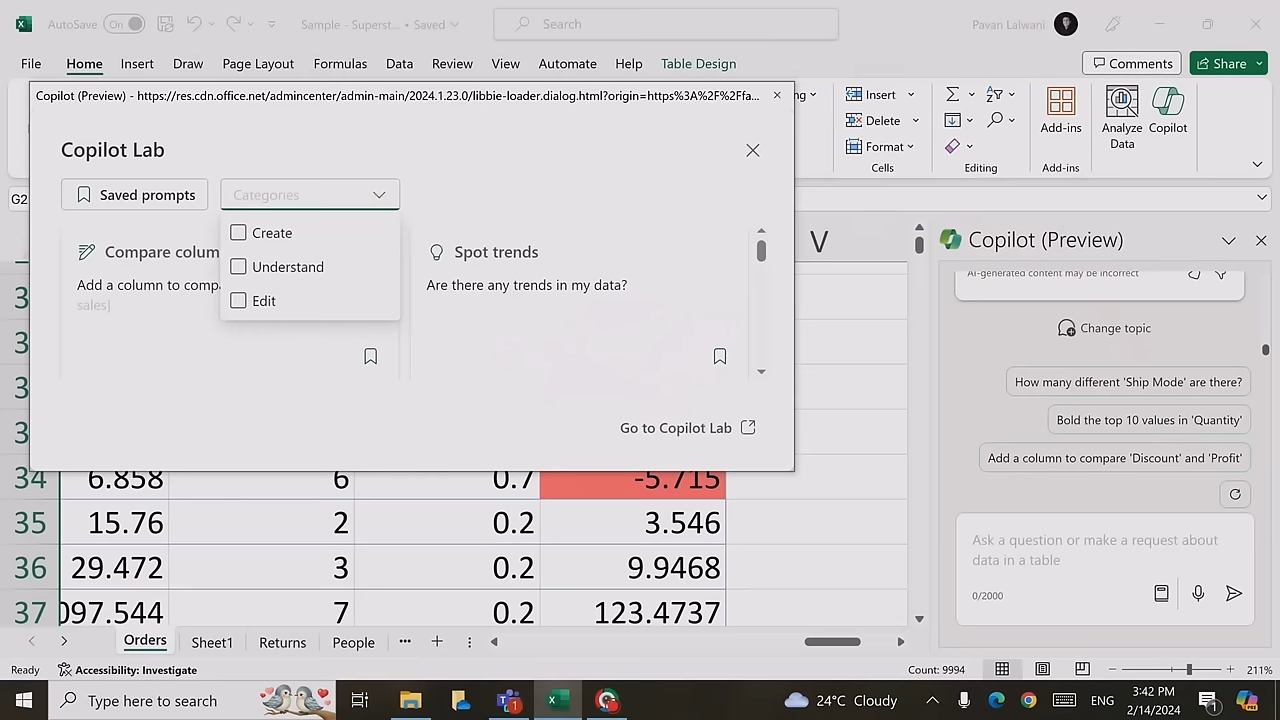 AutoSave On Sample - Superst... • Saved Search Pavan Lalwani
File Home Insert Draw Page Layout Formulas Data Review View Automate Help Table Design Comments Share
Copilot (Preview) - https://res.cdn.office.net/admincenter/admin-main/2024.1.23.0/libbie-loader.dialog.html?origin=https%3A%2F%2Ffa...
Insert
Delete
Format
Cells
Editing
Add-ins
Add-ins
Analyze
Data
Copilot
Copilot Lab
Saved prompts Categories
Create
Understand
Edit
Compare colum
Add a column to compa
sales]
Spot trends
Are there any trends in my data?
Go to Copilot Lab
G2
V
3
3
3
3
34 6.858 6 0.7 -5.715
35 15.76 2 0.2 3.546
36 29.472 3 0.2 9.9468
37 097.544 7 0.2 123.4737
Copilot (Preview)
AI-generated content may be incorrect
Change topic
How many different 'Ship Mode' are there?
Bold the top 10 values in 'Quantity'
Add a column to compare 'Discount' and 'Profit'
Ask a question or make a request about
data in a table
0/2000
Orders Sheet1 Returns People ...
Ready Accessibility: Investigate Count: 9994 211%
Type here to search 1 24°C Cloudy ENG 3:42 PM
2/14/2024 1